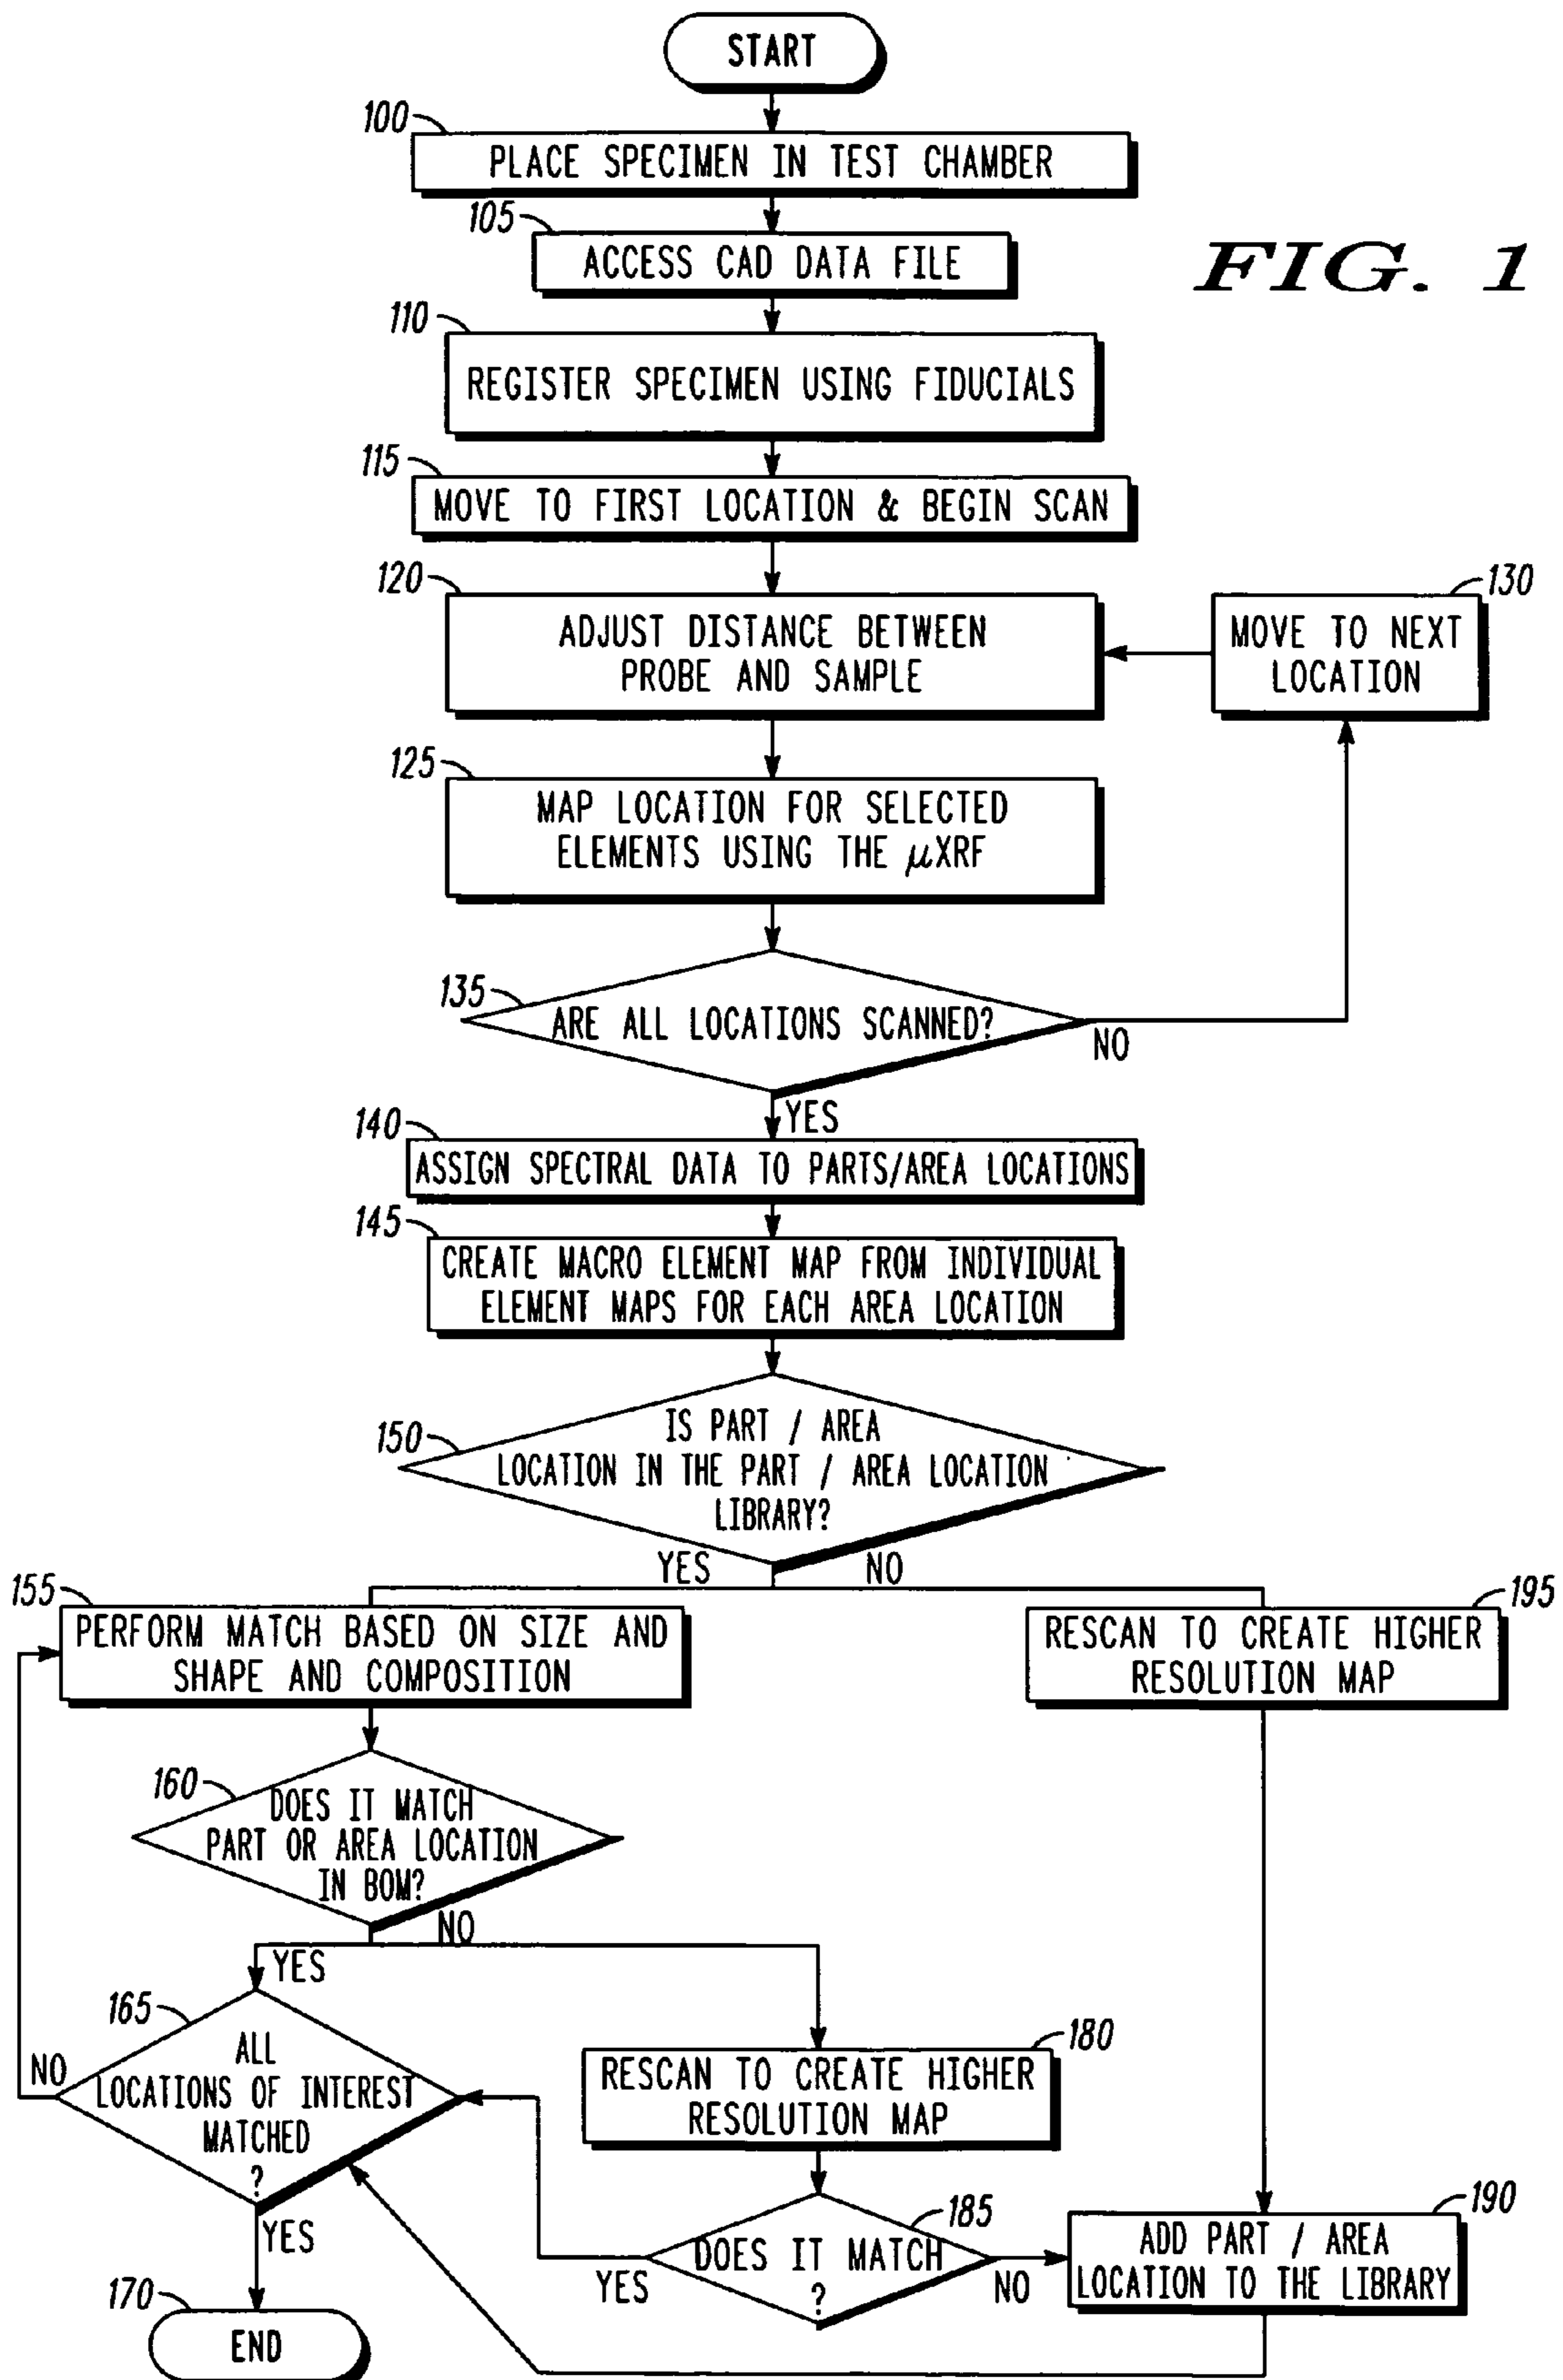 START
100
PLACE SPECIMEN IN TEST CHAMBER
105
ACCESS CAD DATA FILE
FIG. 1
110
REGISTER SPECIMEN USING FIDUCIALS
115
MOVE TO FIRST LOCATION & BEGIN SCAN
120
ADJUST DISTANCE BETWEEN
PROBE AND SAMPLE
130
MOVE TO NEXT
LOCATION
125
MAP LOCATION FOR SELECTED
ELEMENTS USING THE μXRF
135
ARE ALL LOCATIONS SCANNED?
NO
YES
140
ASSIGN SPECTRAL DATA TO PARTS/AREA LOCATIONS
145
CREATE MACRO ELEMENT MAP FROM INDIVIDUAL
ELEMENT MAPS FOR EACH AREA LOCATION
150
IS PART / AREA
LOCATION IN THE PART / AREA LOCATION
LIBRARY?
YES
NO
155
PERFORM MATCH BASED ON SIZE AND
SHAPE AND COMPOSITION
195
RESCAN TO CREATE HIGHER
RESOLUTION MAP
160
DOES IT MATCH
PART OR AREA LOCATION
IN BOM?
NO
YES
165
ALL
LOCATIONS OF INTEREST
MATCHED
?
NO
YES
180
RESCAN TO CREATE HIGHER
RESOLUTION MAP
185
DOES IT MATCH
?
YES
NO
190
ADD PART / AREA
LOCATION TO THE LIBRARY
170
END